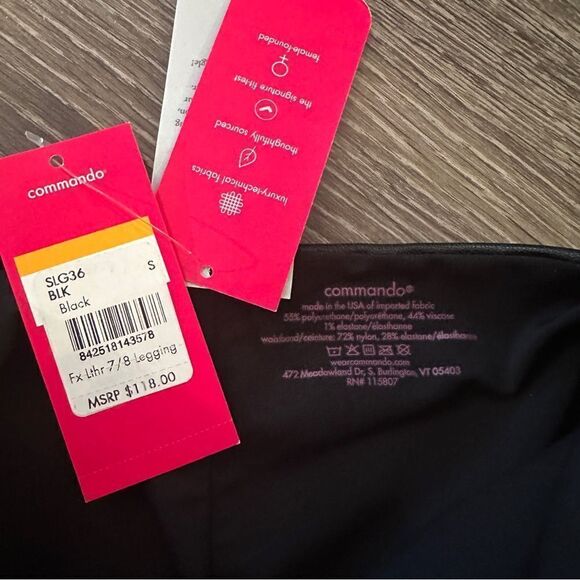 commando®
SLG36
BLK
Black
S
842518143578
Fx Lthr 7/8 Legging
MSRP $118.00
female-founded
the signature fit-test
thoughtfully sourced
luxury-technical fabrics
commando®
made in the USA of imported fabric
55% polyurethane/polyuréthane, 44% viscose
1% elastane/élasthanne
waistband/ceinture: 72% nylon, 28% elastane/élasthanne
wearcommando.com
472 Meadowland Dr, S. Burlington, VT 05403
RN# 115807